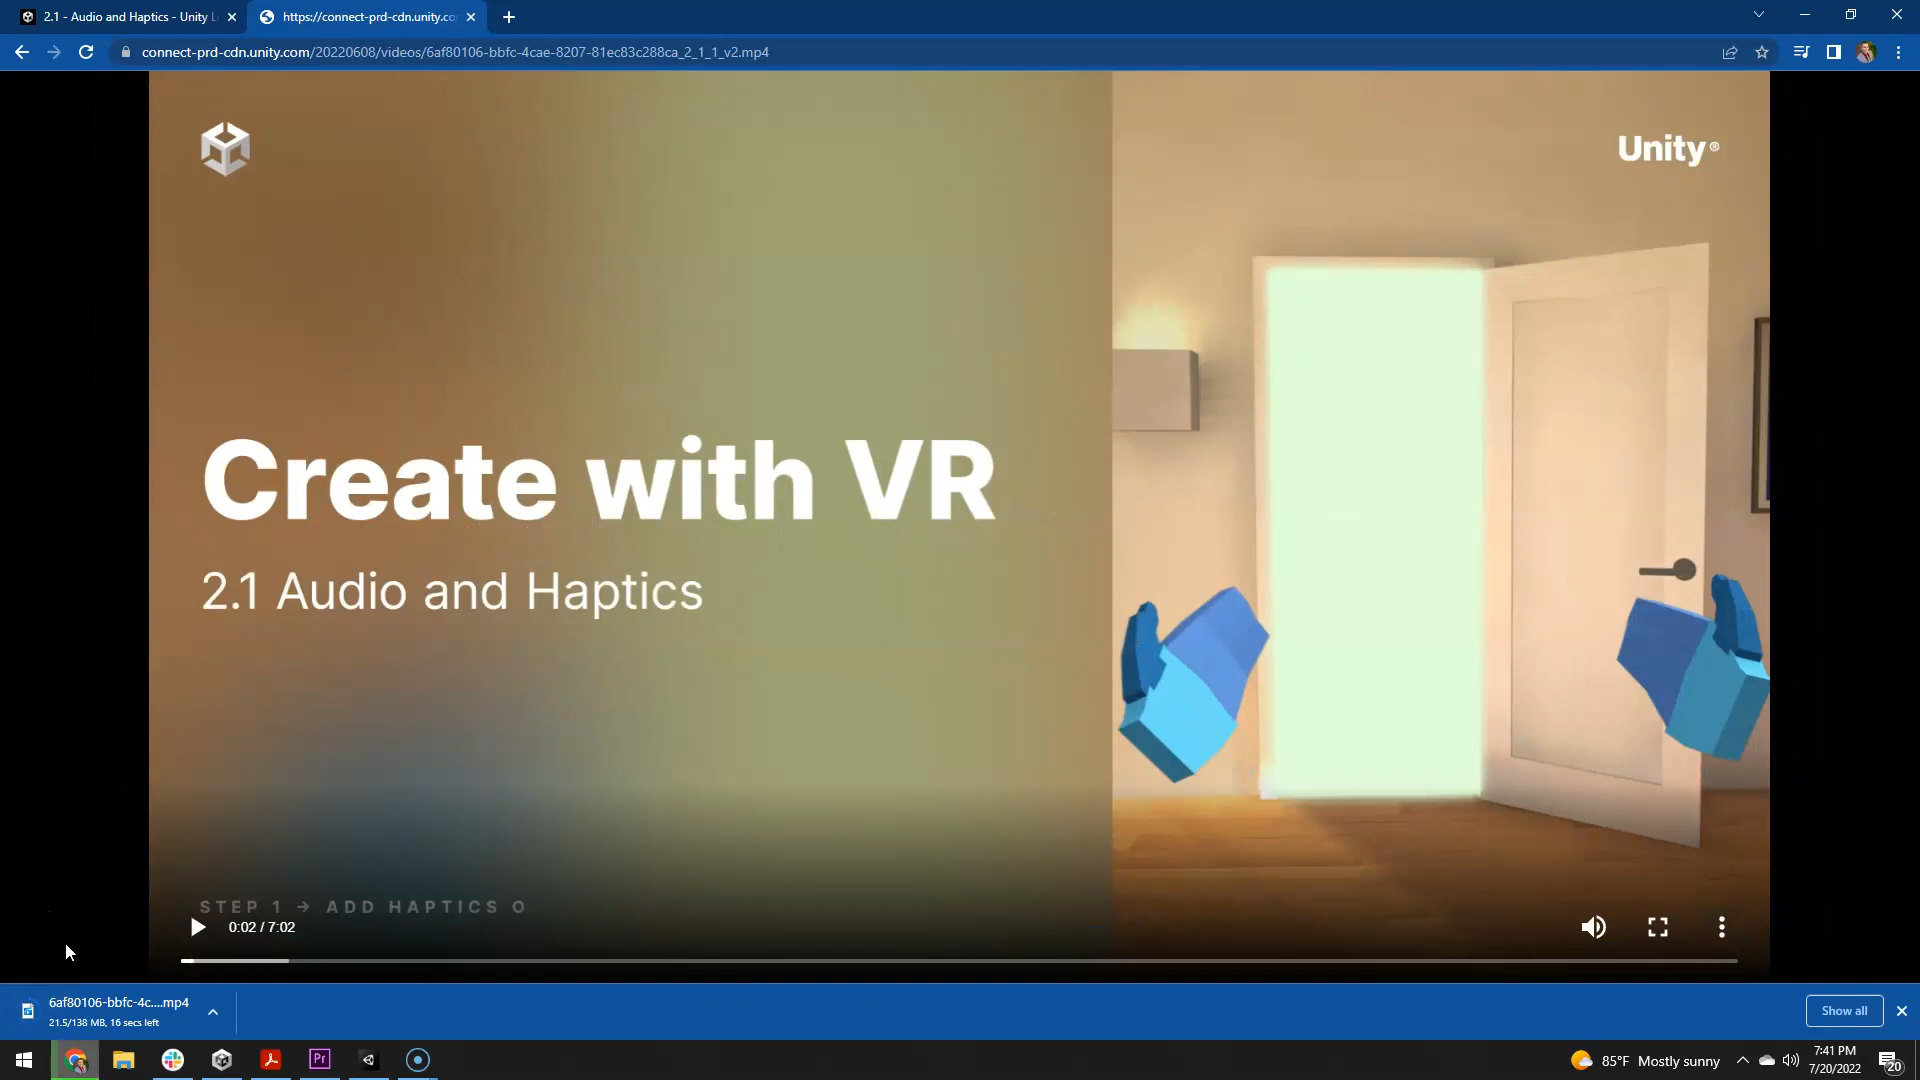 2.1 - Audio and Haptics - Unity L
https://connect-prd-cdn.unity.co
connect-prd-cdn.unity.com/20220608/videos/6af80106-bbfc-4cae-8207-81ec83c288ca_2_1_1_v2.mp4
Unity®
Create with VR
2.1 Audio and Haptics
STEP 1 → ADD HAPTICS O
0:02 / 7:02
6af80106-bbfc-4c....mp4
21.5/138 MB, 16 secs left
Show all
Pr
85°F Mostly sunny
7:41 PM
7/20/2022
20